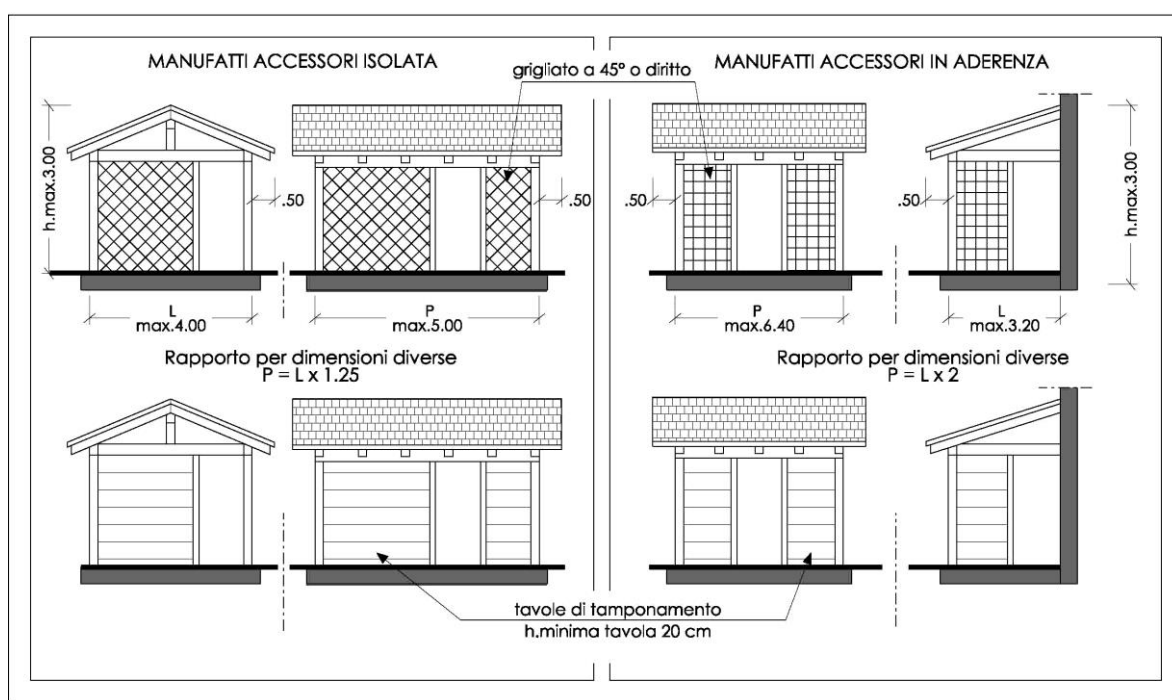 MANUFATTI ACCESSORI ISOLATA
MANUFATTI ACCESSORI IN ADERENZA
grigliato a 45° o diritto
h.max.3.00
.50
.50
.50
.50
h.max.3.00
L
max.4.00
P
max.5.00
P
max.6.40
L
max.3.20
Rapporto per dimensioni diverse
P = L x 1.25
Rapporto per dimensioni diverse
P = L x 2
tavole di tamponamento
h.minima tavola 20 cm